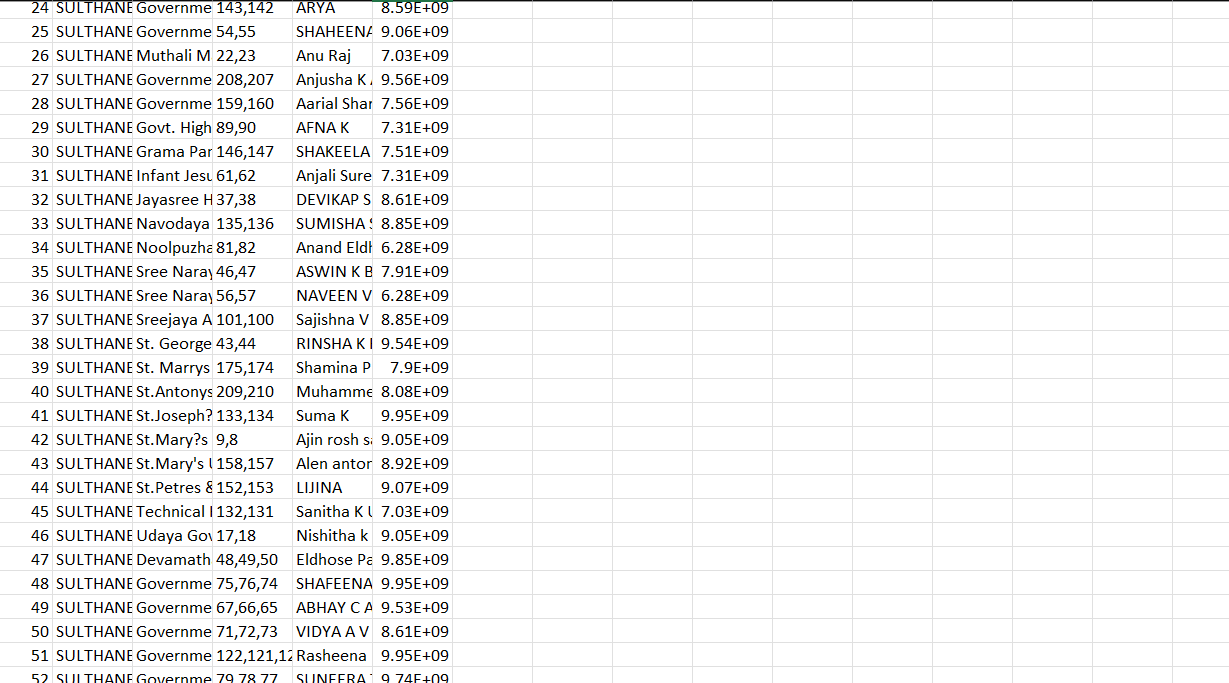 24 SULTHANE Governme 143,142 ARYA 8.59E+09
25 SULTHANE Governme 54,55 SHAHEENA 9.06E+09
26 SULTHANE Muthali M 22,23 Anu Raj 7.03E+09
27 SULTHANE Governme 208,207 Anjusha K A 9.56E+09
28 SULTHANE Governme 159,160 Aarial Shar 7.56E+09
29 SULTHANE Govt. High 89,90 AFNA K 7.31E+09
30 SULTHANE Grama Par 146,147 SHAKEELA 7.51E+09
31 SULTHANE Infant Jesu 61,62 Anjali Sure 7.31E+09
32 SULTHANE Jayasree H 37,38 DEVIKAP S 8.61E+09
33 SULTHANE Navodaya 135,136 SUMISHA S 8.85E+09
34 SULTHANE Noolpuzha 81,82 Anand Eldh 6.28E+09
35 SULTHANE Sree Naray 46,47 ASWIN K B 7.91E+09
36 SULTHANE Sree Naray 56,57 NAVEEN V 6.28E+09
37 SULTHANE Sreejaya A 101,100 Sajishna V 8.85E+09
38 SULTHANE St. George 43,44 RINSHA K 9.54E+09
39 SULTHANE St. Marrys 175,174 Shamina P 7.9E+09
40 SULTHANE St.Antonys 209,210 Muhamme 8.08E+09
41 SULTHANE St.Joseph? 133,134 Suma K 9.95E+09
42 SULTHANE St.Mary?s 9,8 Ajin rosh sa 9.05E+09
43 SULTHANE St.Mary's 158,157 Alen anton 8.92E+09
44 SULTHANE St.Petres & 152,153 LIJINA 9.07E+09
45 SULTHANE Technical 132,131 Sanitha K U 7.03E+09
46 SULTHANE Udaya Gov 17,18 Nishitha k 9.05E+09
47 SULTHANE Devamath 48,49,50 Eldhose Pa 9.85E+09
48 SULTHANE Governme 75,76,74 SHAFEENA 9.95E+09
49 SULTHANE Governme 67,66,65 ABHAY C A 9.53E+09
50 SULTHANE Governme 71,72,73 VIDYA A V 8.61E+09
51 SULTHANE Governme 122,121,12 Rasheena 9.95E+09
52 SULTHANE Governme 79,78,77 SUNEERA 9.74E+09